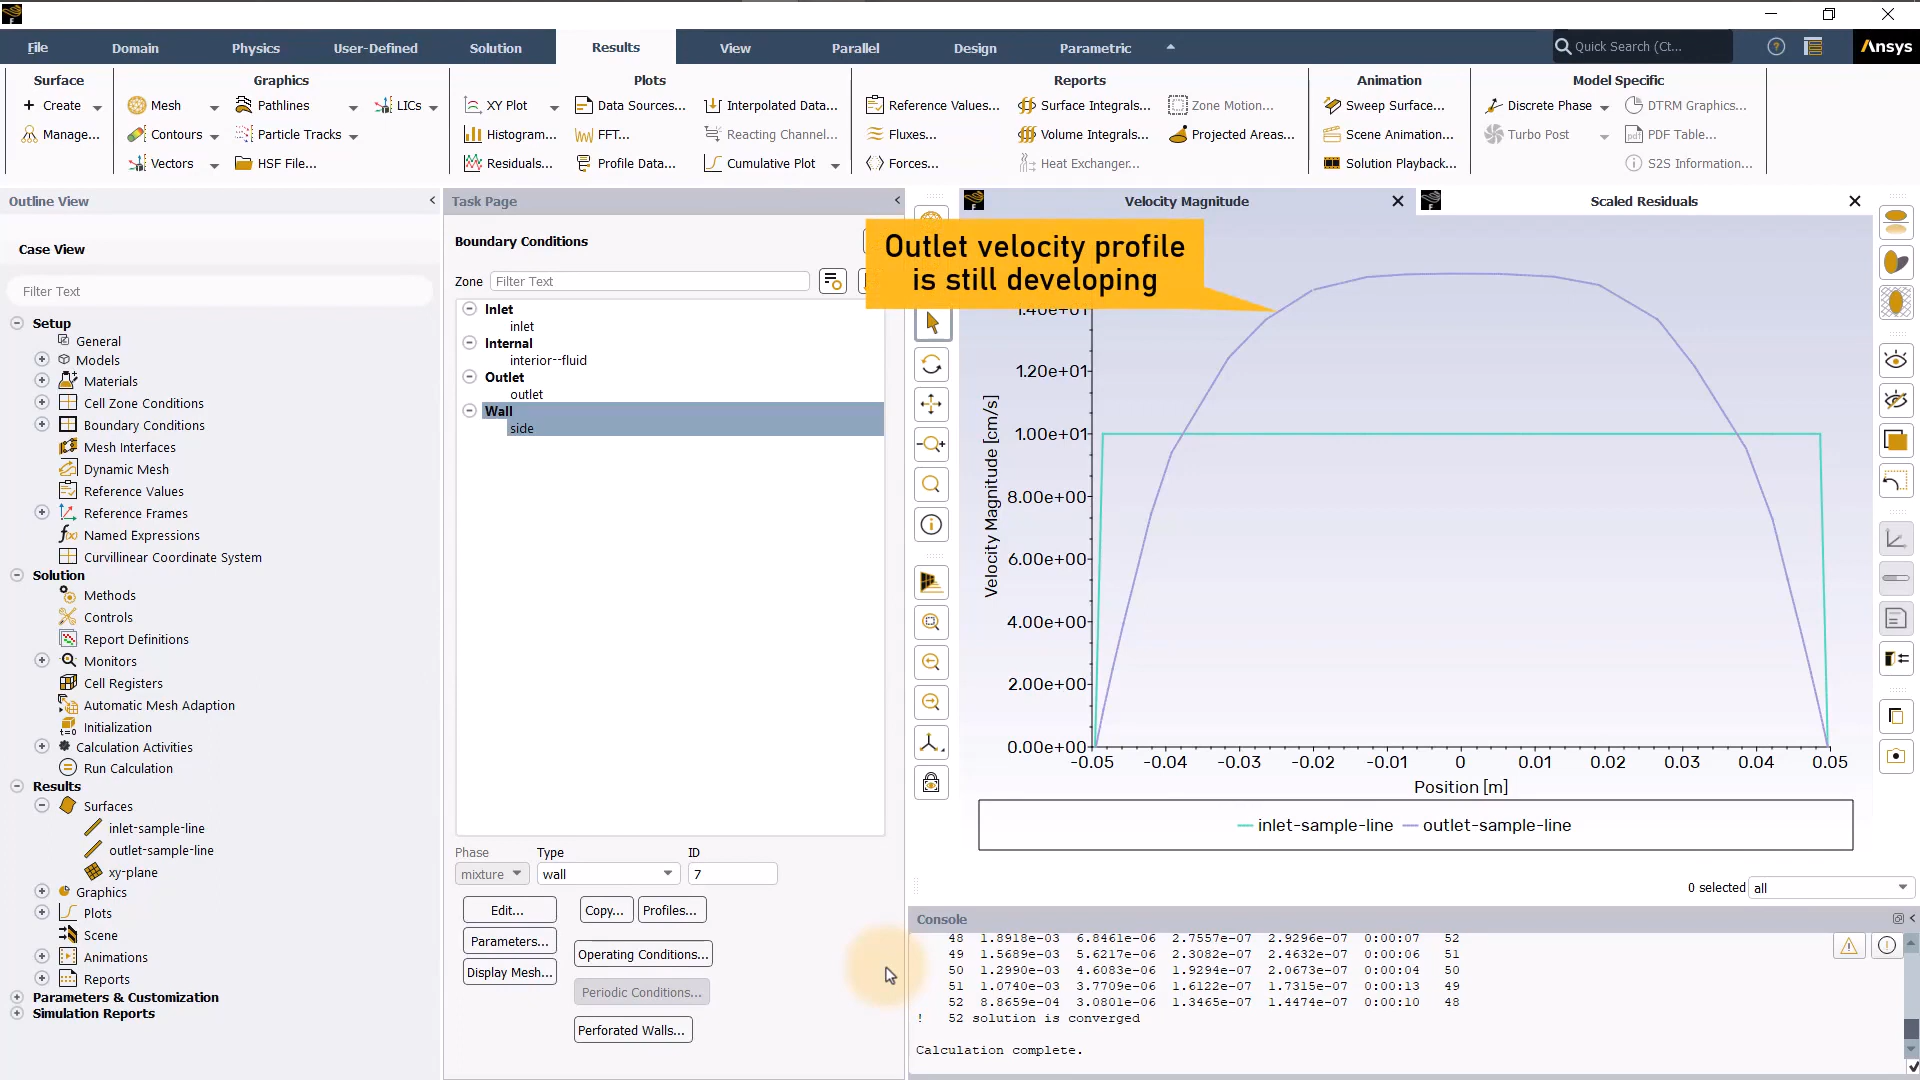 File Domain Physics User-Defined Solution Results View Parallel Design Parametric Quick Search (Ct... Ansys
Surface Graphics Plots Reports Animation Model Specific
Create Mesh Pathlines LICs XY Plot Data Sources... Interpolated Data... Reference Values... Surface Integrals... Zone Motion... Sweep Surface... Discrete Phase DTRM Graphics...
Manage... Contours Particle Tracks Histogram... FFT... Reacting Channel... Fluxes... Volume Integrals... Projected Areas... Scene Animation... Turbo Post PDF Table...
Vectors HSF File... Residuals... Profile Data... Cumulative Plot Forces... Heat Exchanger... Solution Playback... S2S Information...
Outline View
Case View
Filter Text
Setup
General
Models
Materials
Cell Zone Conditions
Boundary Conditions
Mesh Interfaces
Dynamic Mesh
Reference Values
Reference Frames
Named Expressions
Curvillinear Coordinate System
Solution
Methods
Controls
Report Definitions
Monitors
Cell Registers
Automatic Mesh Adaption
Initialization
Calculation Activities
Run Calculation
Results
Surfaces
inlet-sample-line
outlet-sample-line
xy-plane
Graphics
Plots
Scene
Animations
Reports
Parameters & Customization
Simulation Reports
Task Page
Boundary Conditions
Zone Filter Text
Inlet
inlet
Internal
interior--fluid
Outlet
outlet
Wall
side
Phase Type ID
mixture wall 7
Edit... Copy... Profiles...
Parameters...
Operating Conditions...
Display Mesh...
Periodic Conditions...
Perforated Walls...
Velocity Magnitude Scaled Residuals
Outlet velocity profile
is still developing
Velocity Magnitude [cm/s]
1.40e+01
1.20e+01
1.00e+01
8.00e+00
6.00e+00
4.00e+00
2.00e+00
0.00e+00
-0.05 -0.04 -0.03 -0.02 -0.01 0 0.01 0.02 0.03 0.04 0.05
Position [m]
inlet-sample-line outlet-sample-line
0 selected all
Console
48 1.8918e-03 6.8461e-06 2.7557e-07 2.9296e-07 0:00:07 52
49 1.5689e-03 5.6217e-06 2.3082e-07 2.4632e-07 0:00:06 51
50 1.2990e-03 4.6083e-06 1.9294e-07 2.0673e-07 0:00:04 50
51 1.0740e-03 3.7709e-06 1.6122e-07 1.7315e-07 0:00:13 49
52 8.8659e-04 3.0801e-06 1.3465e-07 1.4474e-07 0:00:10 48
! 52 solution is converged
Calculation complete.